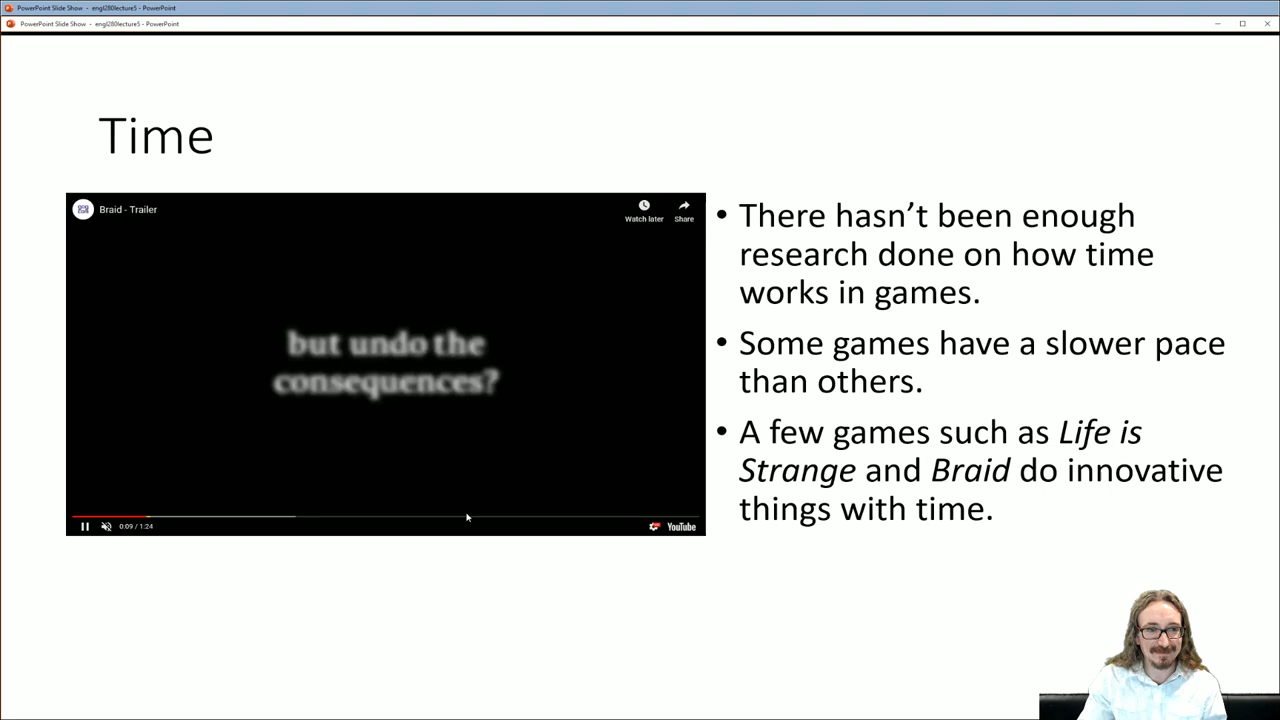 PowerPoint Slide Show - engl280lecture5 - PowerPoint
PowerPoint Slide Show - engl280lecture5 - PowerPoint
Time
Braid - Trailer
Watch later
Share
but undo the
consequences?
0:09 / 1:24
YouTube
• There hasn’t been enough
research done on how time
works in games.
• Some games have a slower pace
than others.
• A few games such as Life is
Strange and Braid do innovative
things with time.